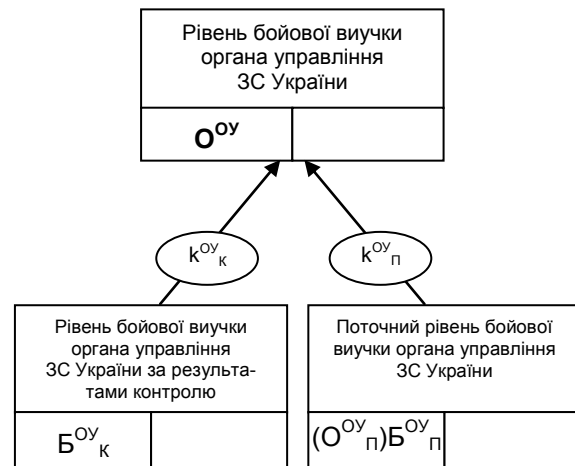 Рівень бойової виучки
органа управління
ЗС України
О^ОУ
k^ОУ_К
k^ОУ_П
Рівень бойової виучки
органа управління
ЗС України за результа-
тами контролю
Поточний рівень бойової
виучки органа управління
ЗС України
Б^ОУ_К
(О^ОУ_П)Б^ОУ_П